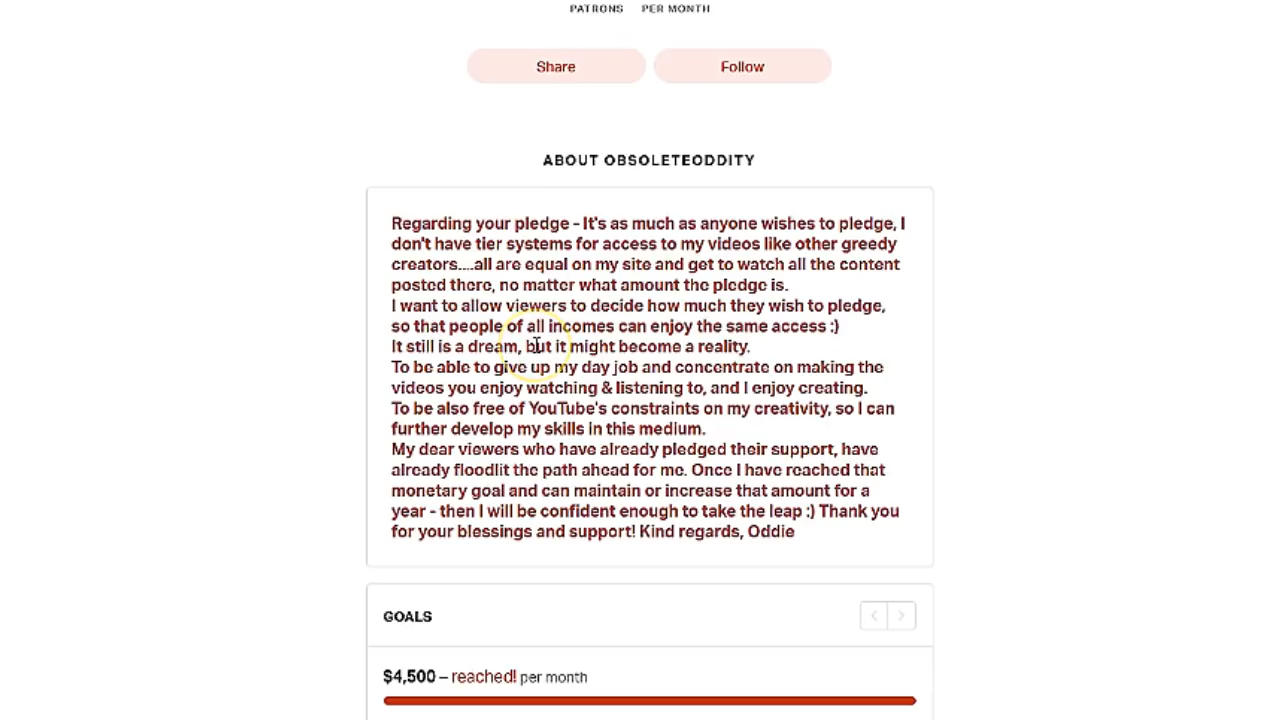 PATRONS PER MONTH
Share Follow
ABOUT OBSOLETEODDITY
Regarding your pledge - It's as much as anyone wishes to pledge, I
don't have tier systems for access to my videos like other greedy
creators....all are equal on my site and get to watch all the content
posted there, no matter what amount the pledge is.
I want to allow viewers to decide how much they wish to pledge,
so that people of all incomes can enjoy the same access :)
It still is a dream, but it might become a reality.
To be able to give up my day job and concentrate on making the
videos you enjoy watching & listening to, and I enjoy creating.
To be also free of YouTube's constraints on my creativity, so I can
further develop my skills in this medium.
My dear viewers who have already pledged their support, have
already floodlit the path ahead for me. Once I have reached that
monetary goal and can maintain or increase that amount for a
year - then I will be confident enough to take the leap :) Thank you
for your blessings and support! Kind regards, Oddie
GOALS
$4,500 – reached! per month